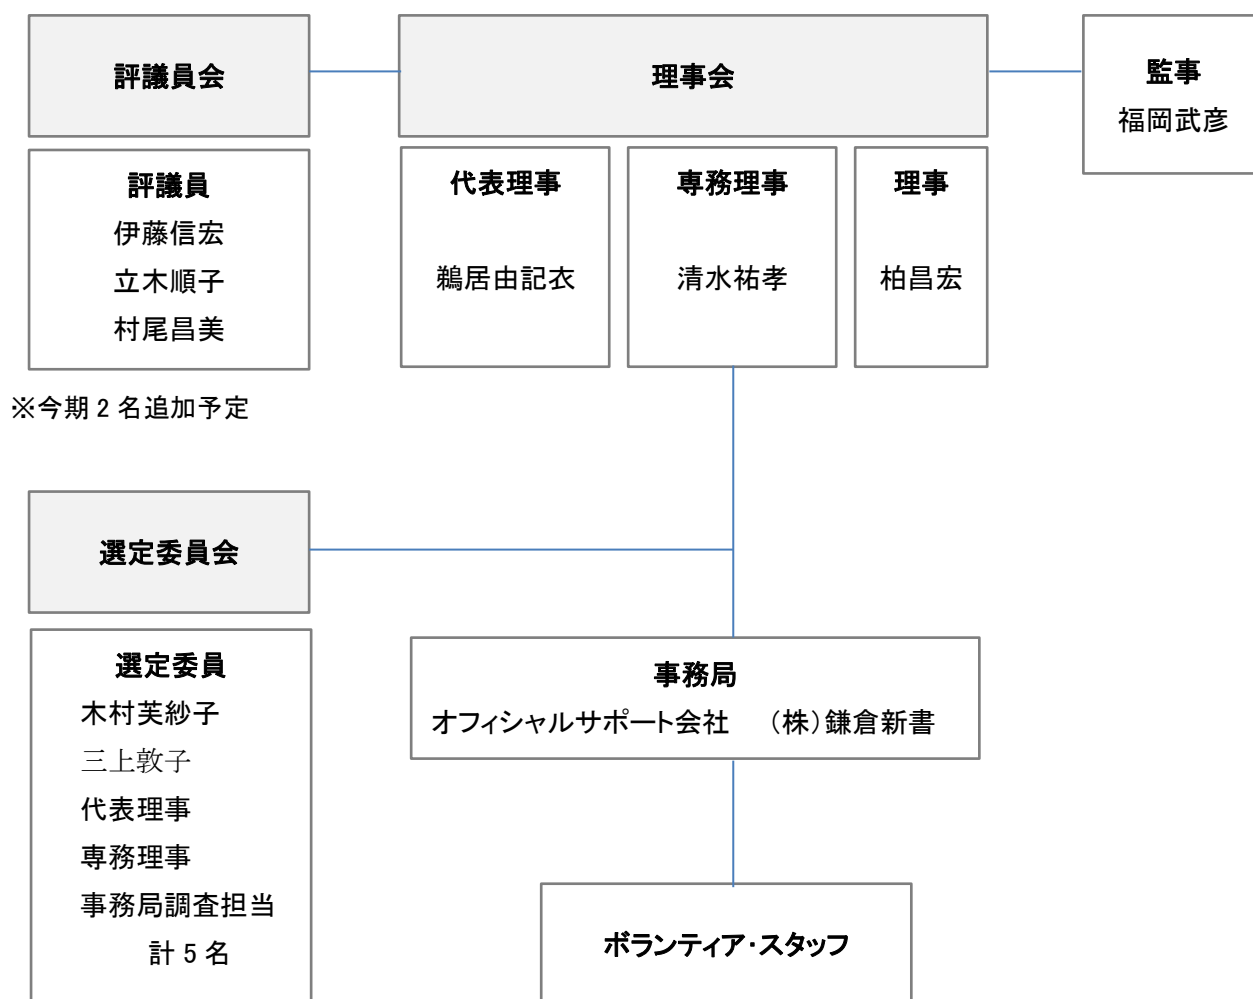 評議員会
理事会
監事
福岡武彦
評議員
伊藤信宏
立木順子
村尾昌美
代表理事
鵜居由記衣
専務理事
清水祐孝
理事
柏昌宏
※今期 2 名追加予定
選定委員会
選定委員
木村芙紗子
三上敦子
代表理事
専務理事
事務局調査担当
計 5 名
事務局
オフィシャルサポート会社　（株）鎌倉新書
ボランティア・スタッフ